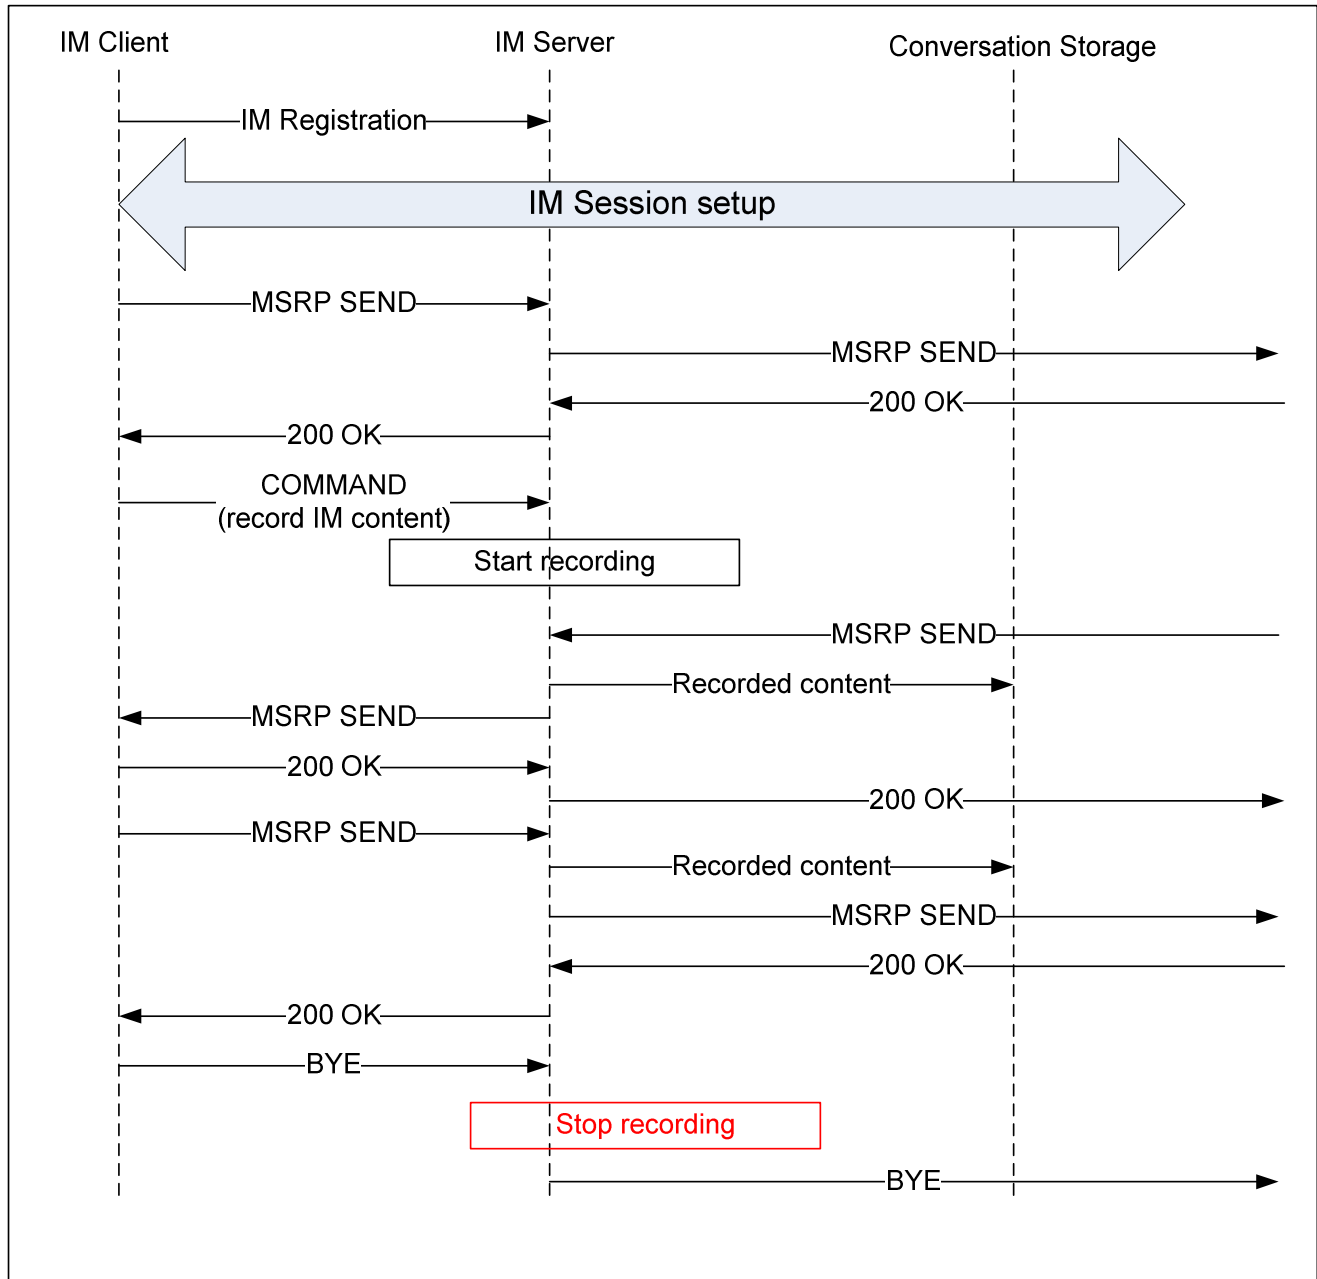 IM Client
IM Server
Conversation Storage
IM Registration
IM Session setup
MSRP SEND
MSRP SEND
200 OK
200 OK
COMMAND
(record IM content)
Start recording
MSRP SEND
Recorded content
MSRP SEND
200 OK
200 OK
MSRP SEND
Recorded content
MSRP SEND
200 OK
200 OK
BYE
Stop recording
BYE